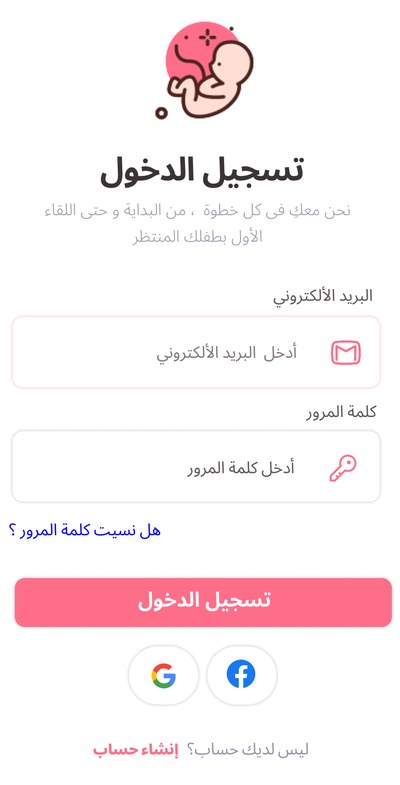 تسجيل الدخول
نحن معكِ فى كل خطوة ، من البداية و حتى اللقاء
الأول بطفلك المنتظر
البريد الألكتروني
أدخل البريد الألكتروني
كلمة المرور
أدخل كلمة المرور
هل نسيت كلمة المرور ؟
تسجيل الدخول
ليس لديك حساب؟ إنشاء حساب